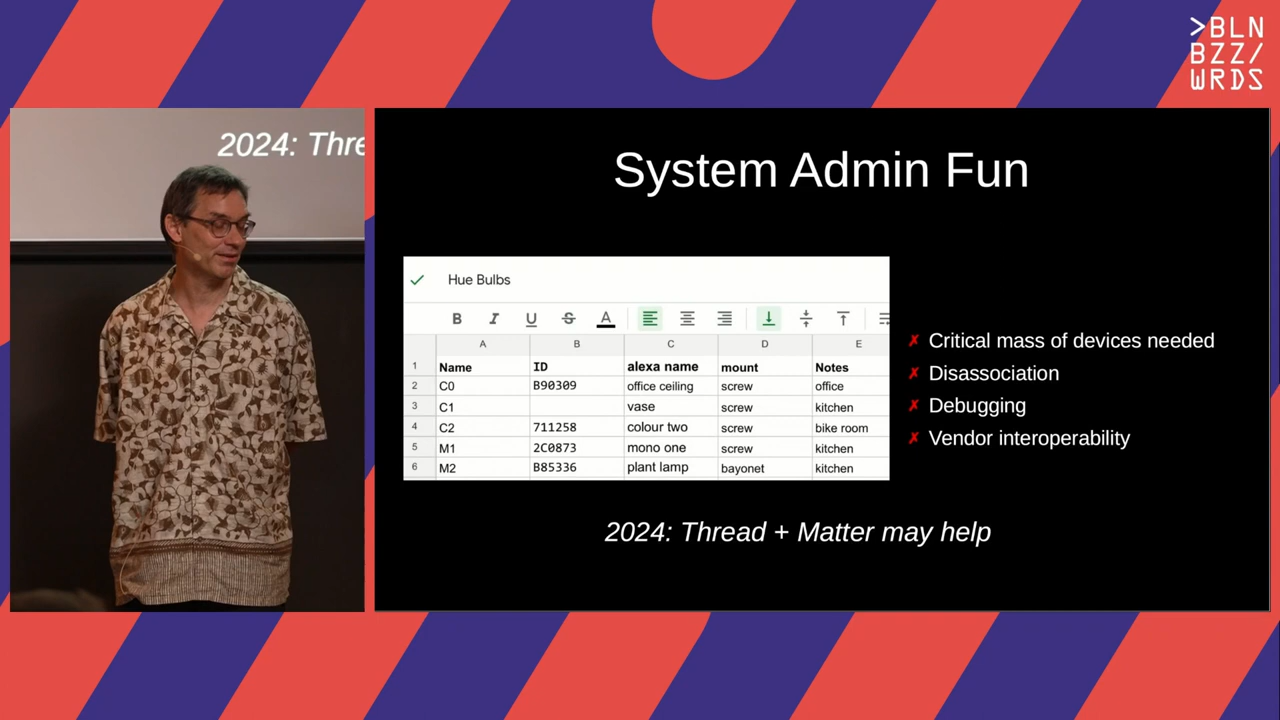 >BLN
BZZ/
WRDS
2024: Thre
System Admin Fun
Hue Bulbs
B I U S A
A B C D E
1 Name ID alexa name mount Notes
2 C0 B90309 office ceiling screw office
3 C1 vase screw kitchen
4 C2 711258 colour two screw bike room
5 M1 2C0873 mono one screw kitchen
6 M2 B85336 plant lamp bayonet kitchen
✗ Critical mass of devices needed
✗ Disassociation
✗ Debugging
✗ Vendor interoperability
2024: Thread + Matter may help